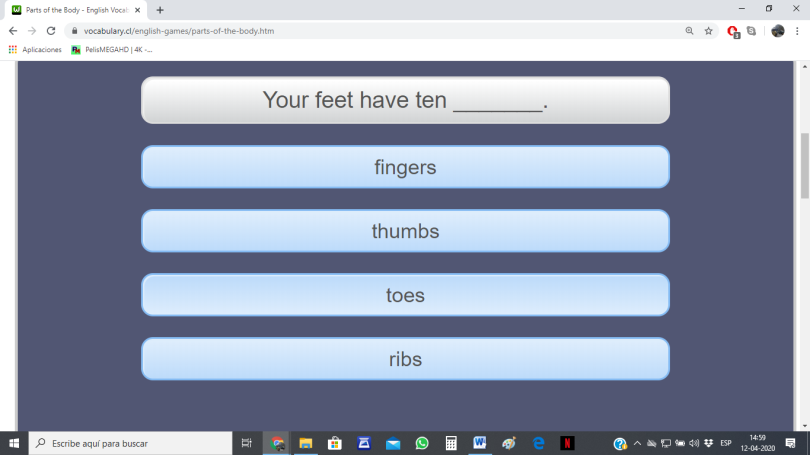 Parts of the Body - English Vocab
vocabulary.cl/english-games/parts-of-the-body.htm
Aplicaciones
PelisMEGAHD | 4K -...
Your feet have ten _______.
fingers
thumbs
toes
ribs
Escribe aquí para buscar
ESP
14:59
12-04-2020